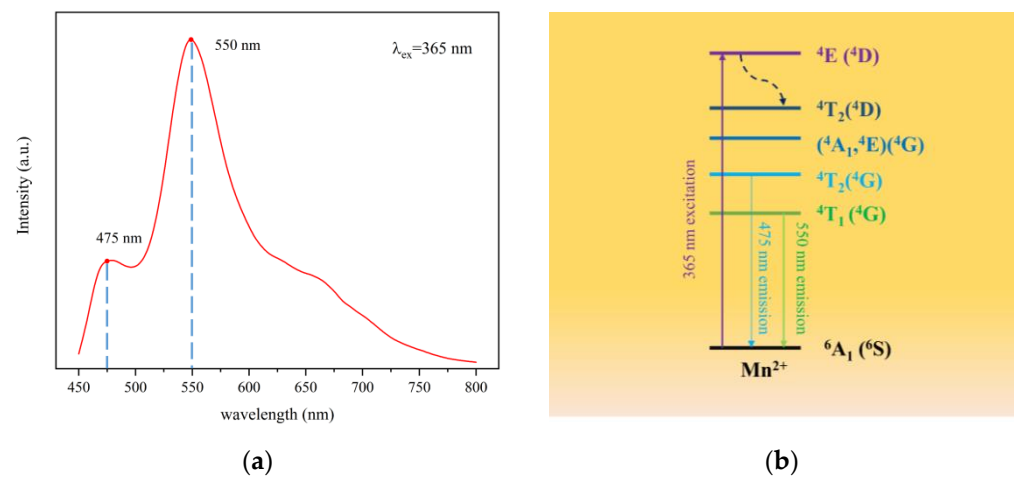 550 nm
λex=365 nm
475 nm
Intensity (a.u.)
450 500 550 600 650 700 750 800
wavelength (nm)
(a)
⁴E (⁴D)
⁴T₂(⁴D)
(⁴A₁,⁴E)(⁴G)
⁴T₂(⁴G)
⁴T₁ (⁴G)
365 nm excitation
475 nm emission
550 nm emission
⁶A₁ (⁶S)
Mn²⁺
(b)